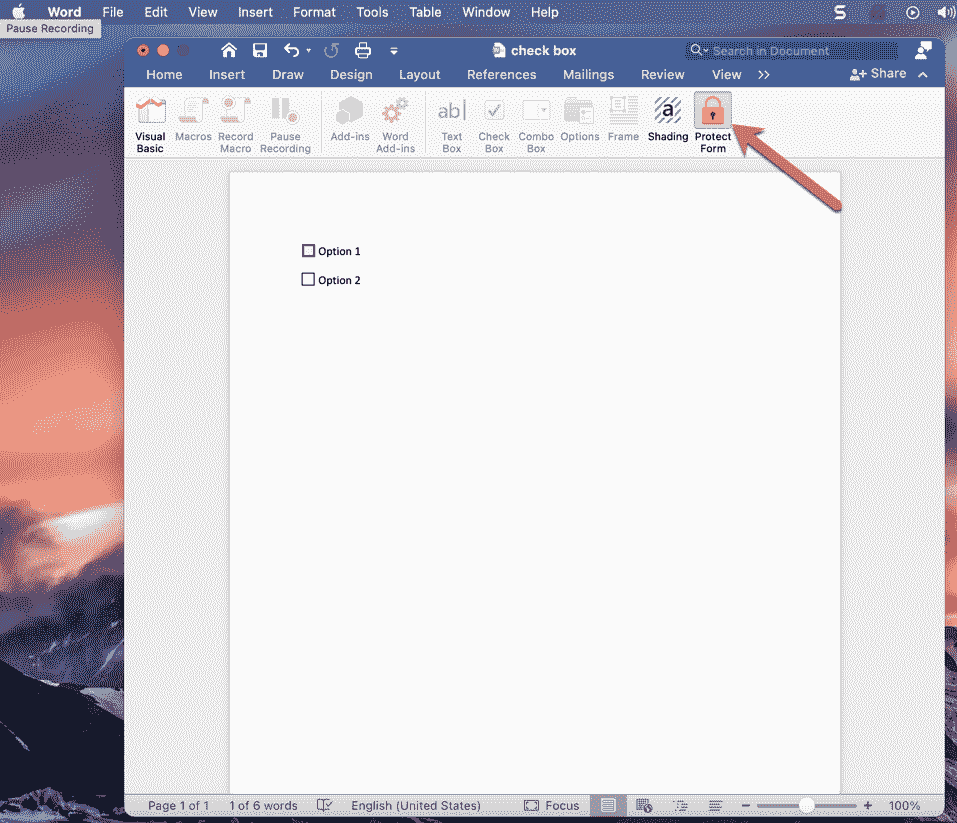 Word File Edit View Insert Format Tools Table Window Help
Pause Recording
check box
Search in Document
Home Insert Draw Design Layout References Mailings Review View >> Share
Visual Basic
Macros
Record Macro
Pause Recording
Add-ins
Word Add-ins
ab|
Text Box
Check Box
Combo Box
Options
Frame
a
Shading
Protect Form
Option 1
Option 2
Page 1 of 1 1 of 6 words English (United States) Focus 100%